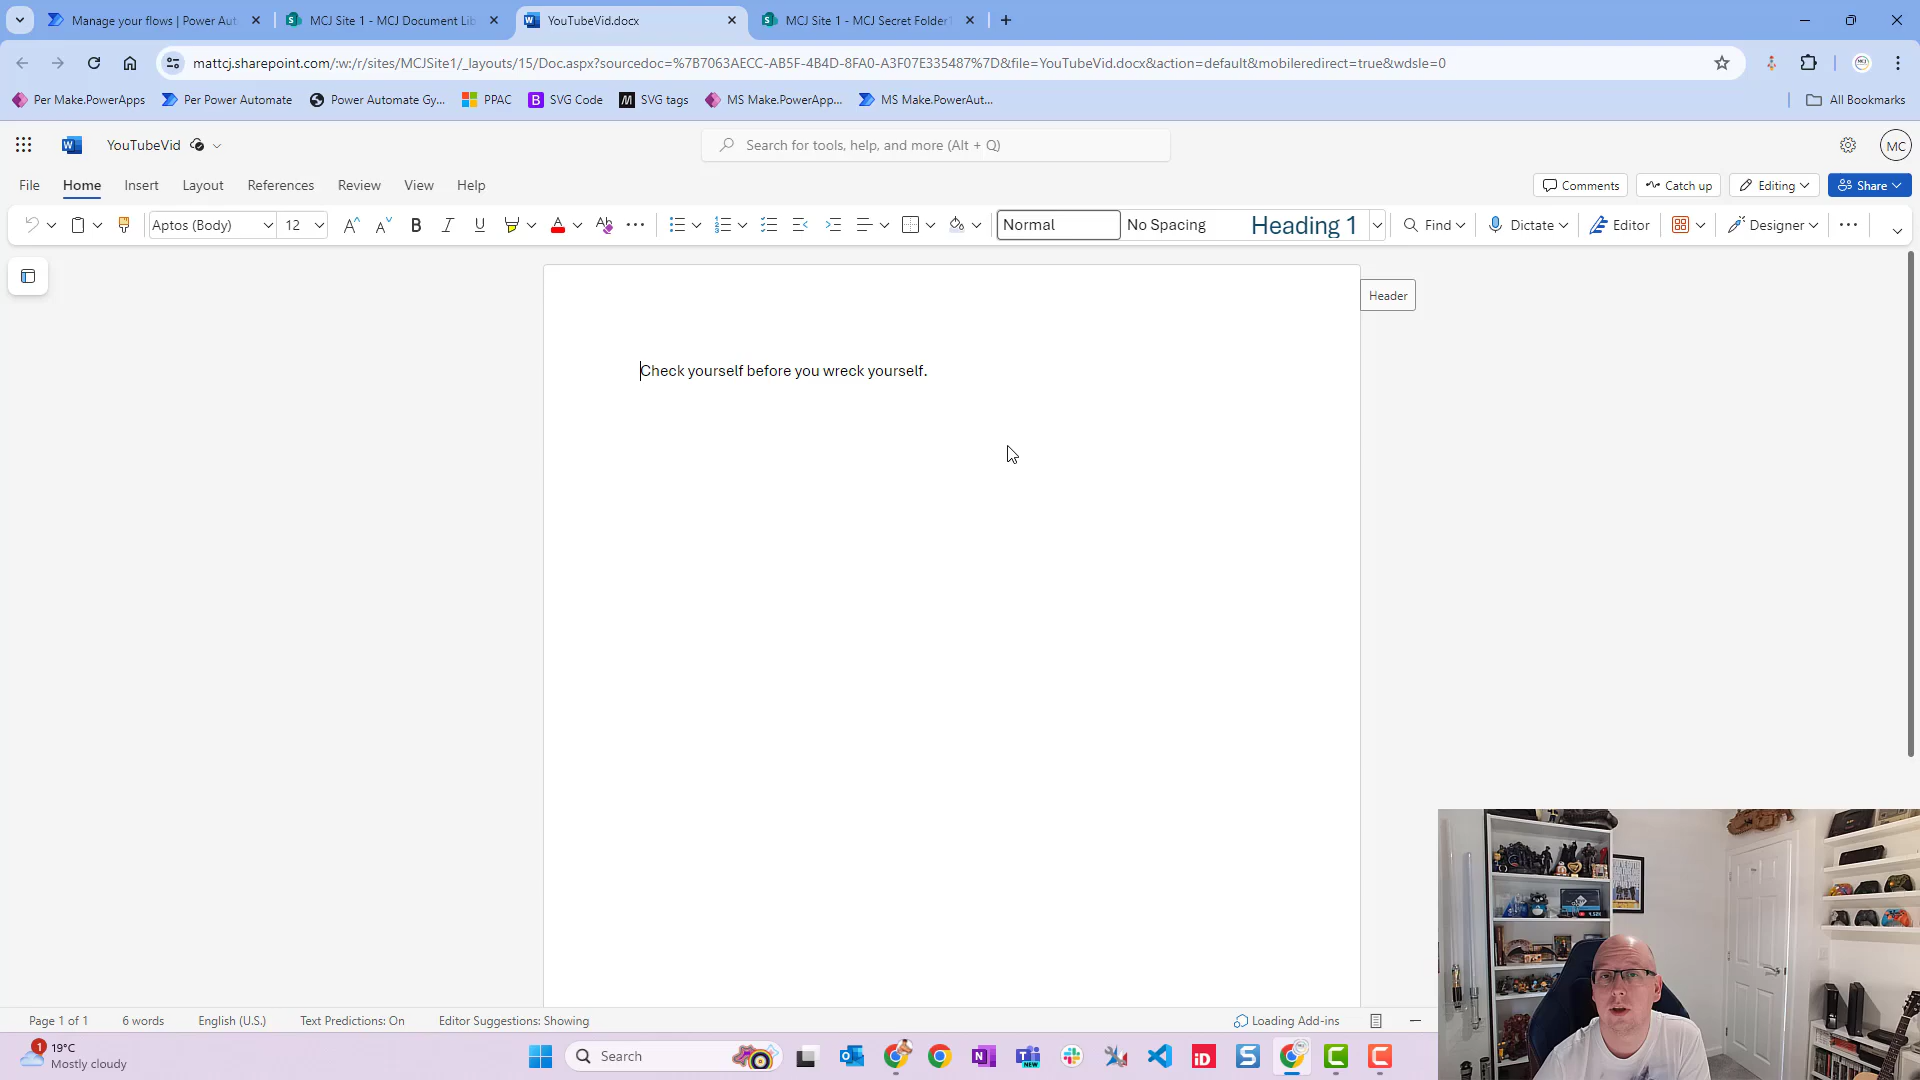 Manage your flows | Power Aut
MCJ Site 1 - MCJ Document Lib
YouTubeVid.docx
MCJ Site 1 - MCJ Secret Folder1
mattcj.sharepoint.com/:w:/r/sites/MCJSite1/_layouts/15/Doc.aspx?sourcedoc=%7B7063AECC-AB5F-4B4D-8FA0-A3F07E335487%7D&file=YouTubeVid.docx&action=default&mobileredirect=true&wdsle=0
Per Make.PowerApps
Per Power Automate
Power Automate Gy...
PPAC
SVG Code
SVG tags
MS Make.PowerApp...
MS Make.PowerAut...
All Bookmarks
YouTubeVid
Search for tools, help, and more (Alt + Q)
MC
File Home Insert Layout References Review View Help
Comments Catch up Editing Share
Aptos (Body) 12
Normal No Spacing Heading 1
Find Dictate Editor Designer
Header
Check yourself before you wreck yourself.
Page 1 of 1 6 words English (U.S.) Text Predictions: On Editor Suggestions: Showing
Loading Add-ins
1
19°C
Mostly cloudy
Search